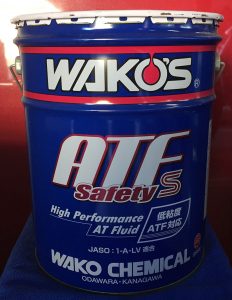 WAKO'S®
ATF
Safety S
High Performance
AT Fluid
低粘度
ATF対応
JASO：1-A-LV 適合
WAKO CHEMICAL
ODAWARA-KANAGAWA